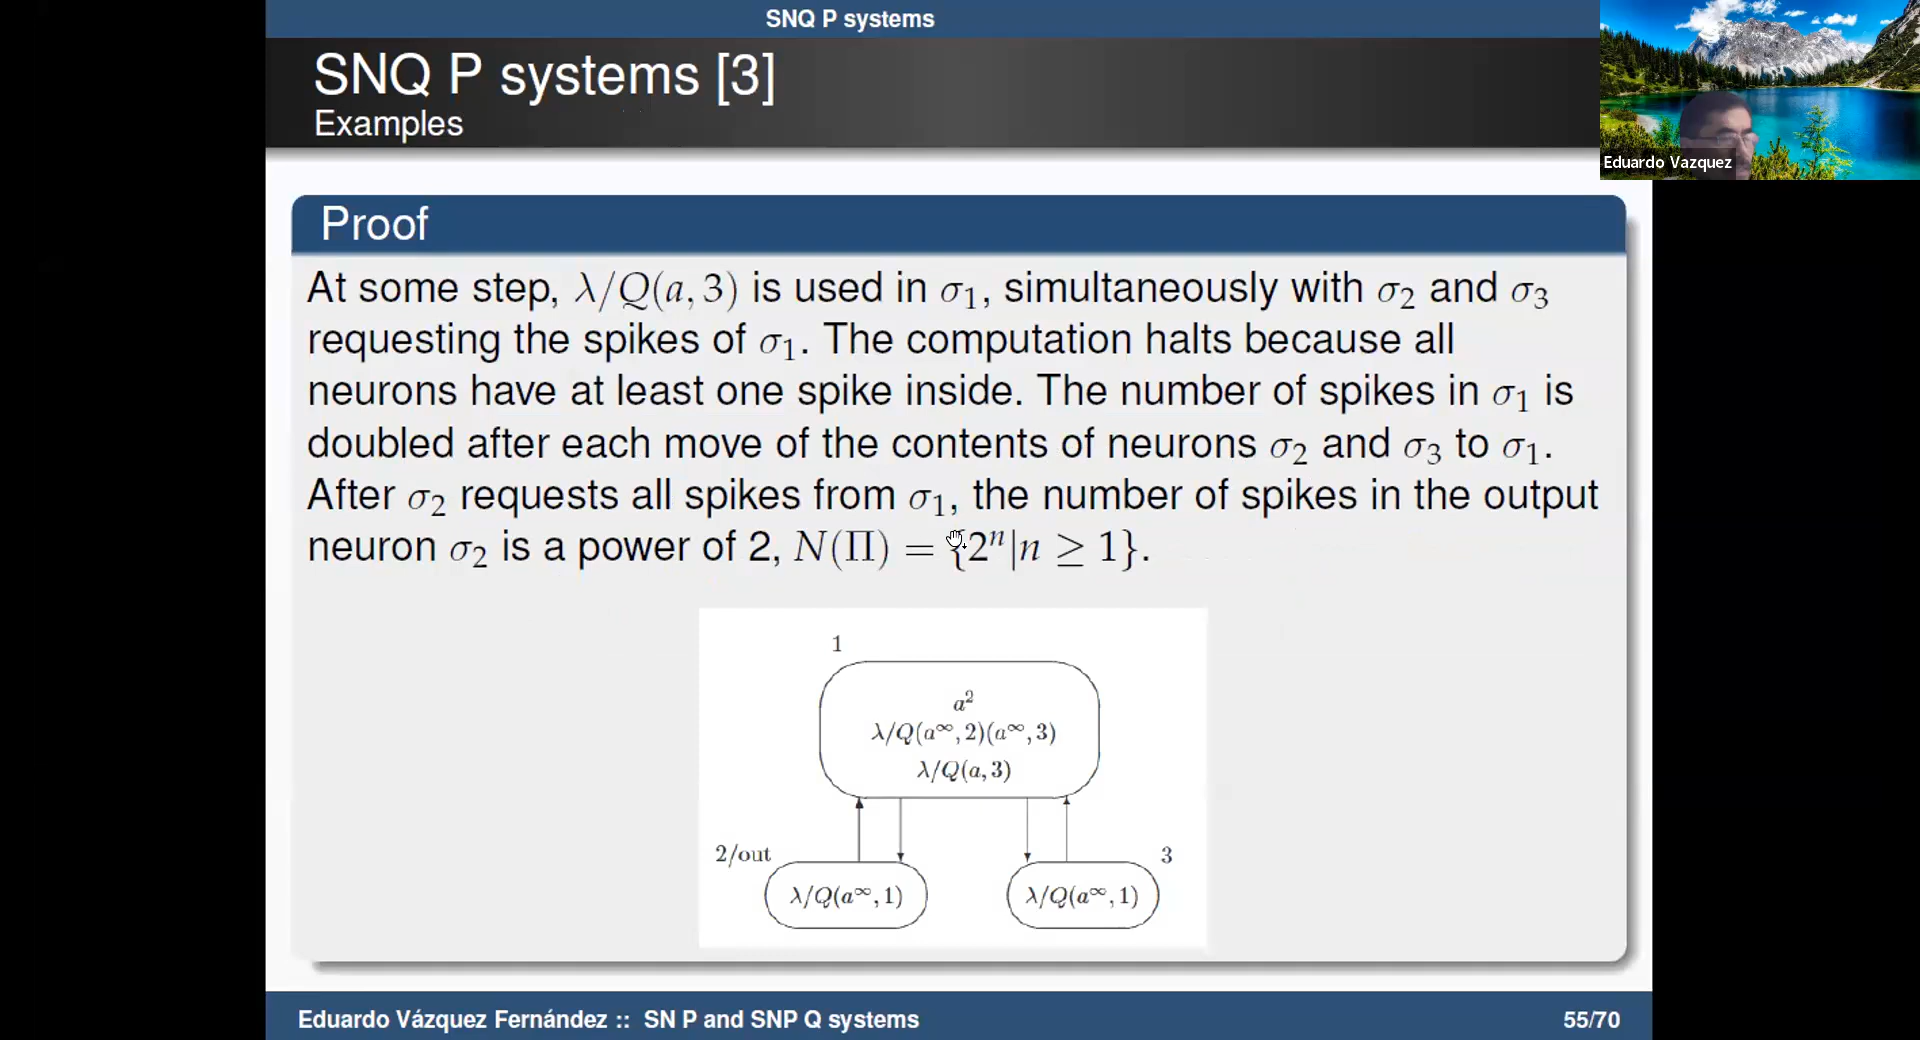 SNQ P systems
SNQ P systems [3]
Examples
Eduardo Vazquez
Proof
At some step, λ/Q(a, 3) is used in σ₁, simultaneously with σ₂ and σ₃
requesting the spikes of σ₁. The computation halts because all
neurons have at least one spike inside. The number of spikes in σ₁ is
doubled after each move of the contents of neurons σ₂ and σ₃ to σ₁.
After σ₂ requests all spikes from σ₁, the number of spikes in the output
neuron σ₂ is a power of 2, N(Π) = {2ⁿ|n ≥ 1}.
1
a²
λ/Q(a^∞, 2)(a^∞, 3)
λ/Q(a, 3)
2/out
3
λ/Q(a^∞, 1)
λ/Q(a^∞, 1)
Eduardo Vázquez Fernández :: SN P and SNP Q systems
55/70